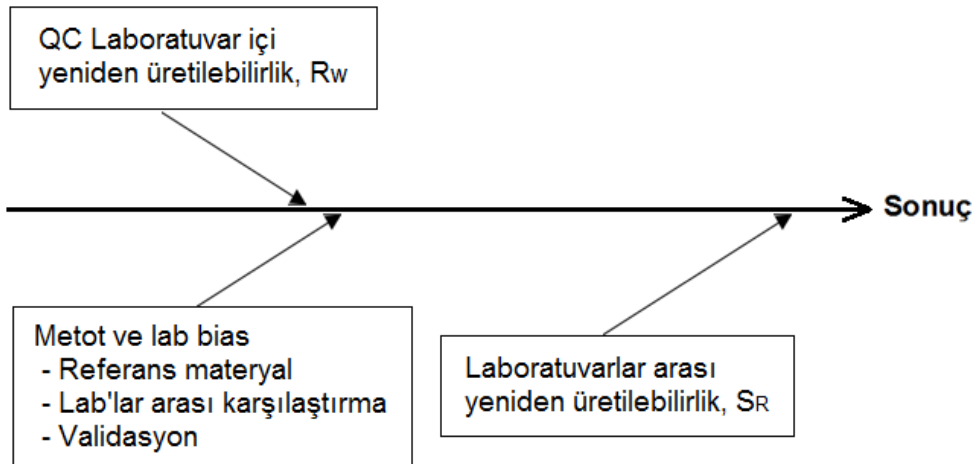 QC Laboratuvar içi
yeniden üretilebilirlik, Rw
Sonuç
Metot ve lab bias
- Referans materyal
- Lab'lar arası karşılaştırma
- Validasyon
Laboratuvarlar arası
yeniden üretilebilirlik, SR